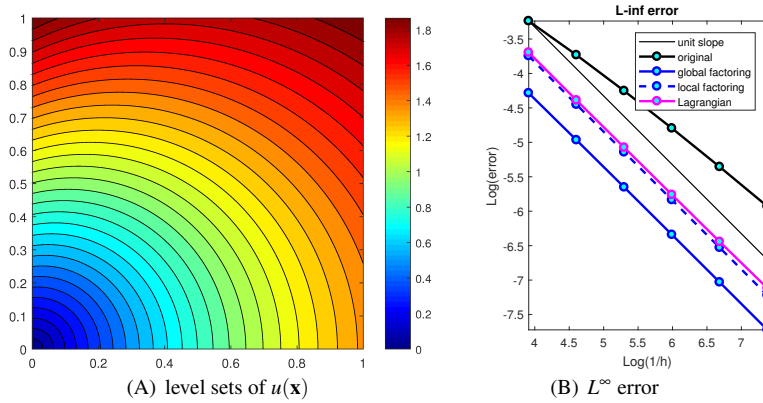 1
0.9
0.8
0.7
0.6
0.5
0.4
0.3
0.2
0.1
0
0 0.2 0.4 0.6 0.8 1
1.8
1.6
1.4
1.2
1
0.8
0.6
0.4
0.2
0
(A) level sets of u(x)
L-inf error
unit slope
original
global factoring
local factoring
Lagrangian
Log(error)
-3.5
-4
-4.5
-5
-5.5
-6
-6.5
-7
-7.5
4 4.5 5 5.5 6 6.5 7
Log(1/h)
(B) L∞ error